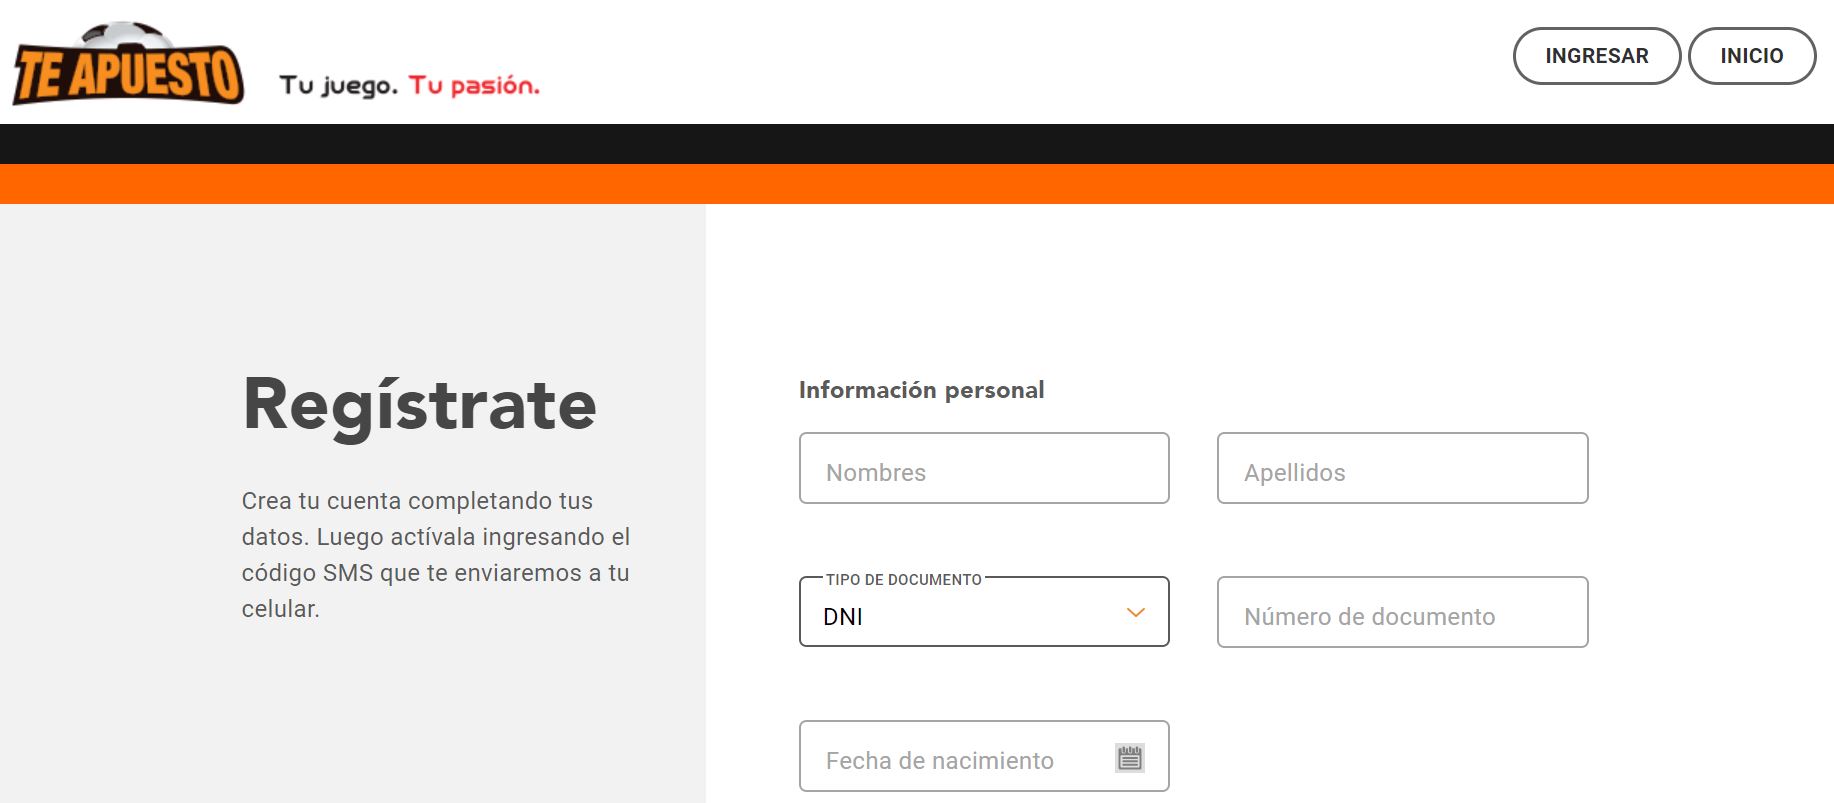 TE APUESTO
Tu juego. Tu pasión.
INGRESAR
INICIO
Regístrate
Crea tu cuenta completando tus
datos. Luego actívala ingresando el
código SMS que te enviaremos a tu
celular.
Información personal
Nombres
Apellidos
TIPO DE DOCUMENTO
DNI
Número de documento
Fecha de nacimiento